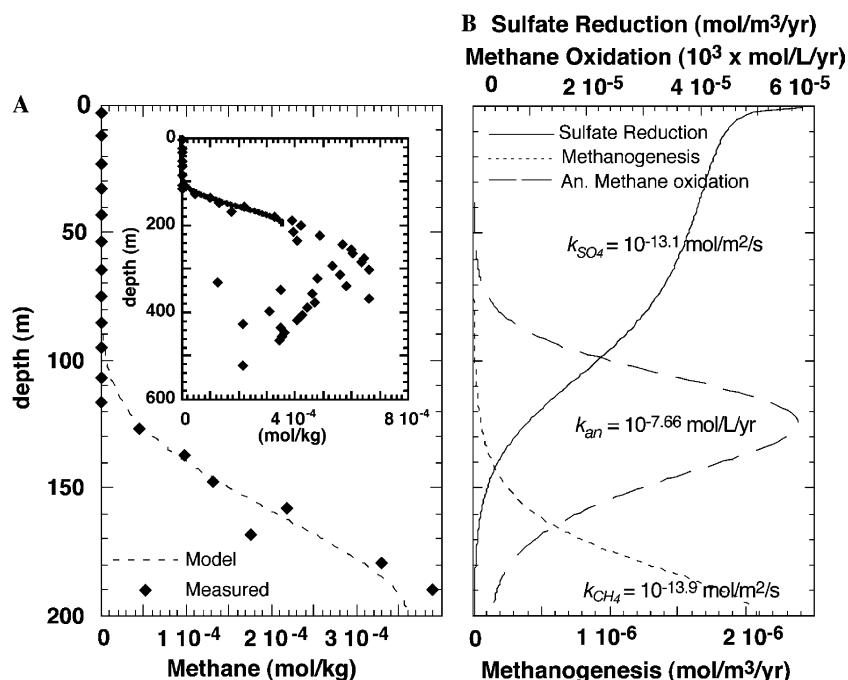 B Sulfate Reduction (mol/m3/yr)
Methane Oxidation (10³ x mol/L/yr)
0 2 10-5 4 10-5 6 10-5
A
0
50
100
150
200
depth (m)
0
200
400
600
depth (m)
0 4 10-4 8 10-4
(mol/kg)
Model
Measured
0 1 10-4 2 10-4 3 10-4
Methane (mol/kg)
Sulfate Reduction
Methanogenesis
An. Methane oxidation
kSO4 = 10-13.1 mol/m2/s
kan = 10-7.66 mol/L/yr
kCH4 = 10-13.9 mol/m2/s
0 1 10-6 2 10-6
Methanogenesis (mol/m3/yr)